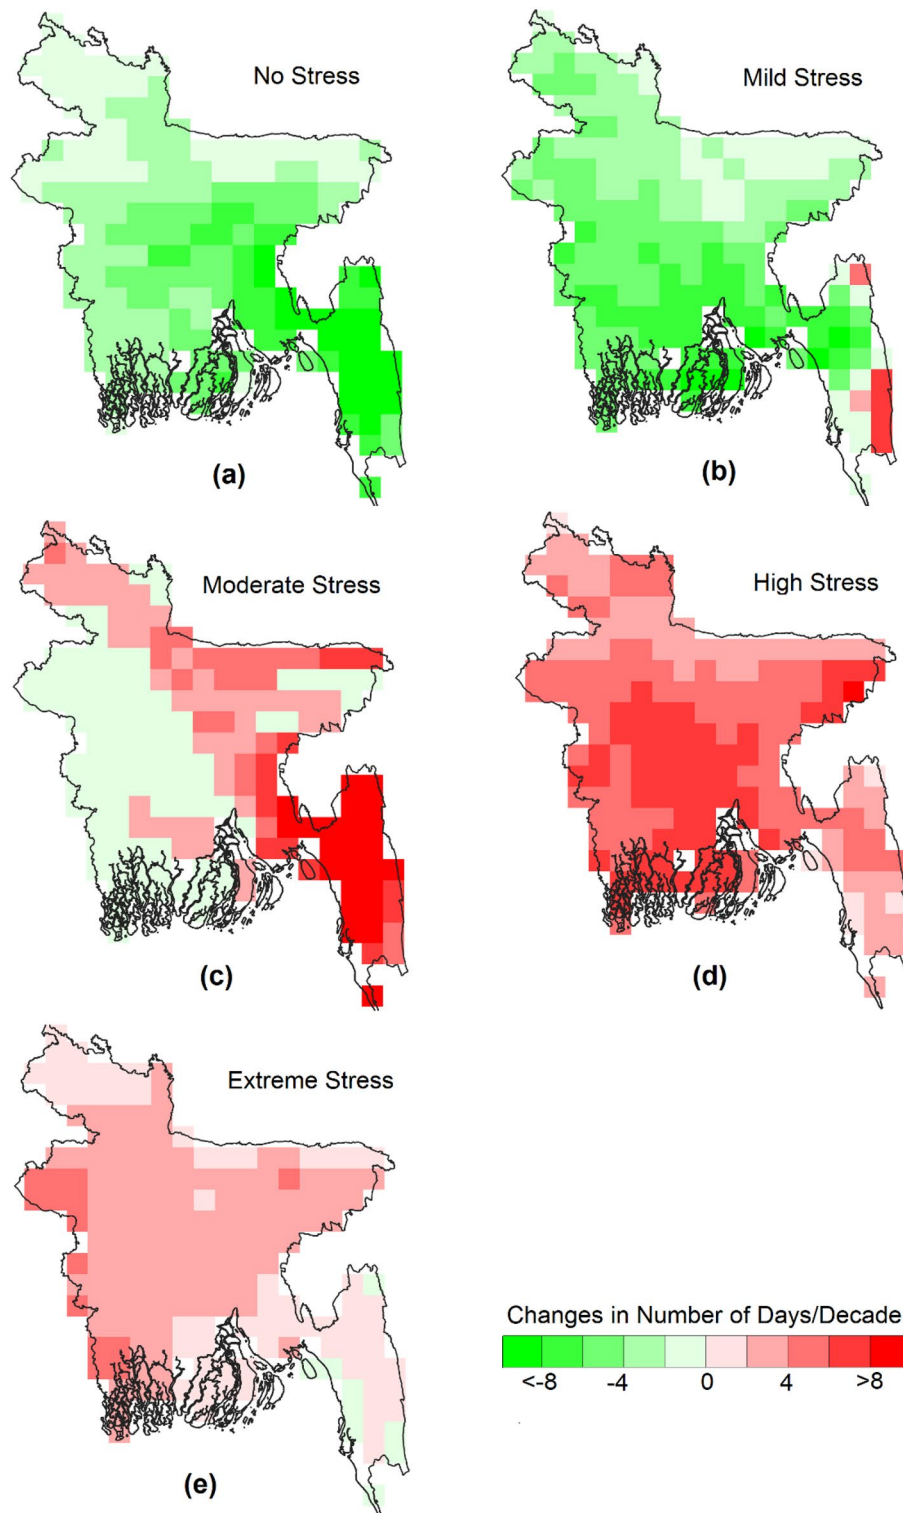 No Stress
Mild Stress
(a)
(b)
Moderate Stress
High Stress
(c)
(d)
Extreme Stress
Changes in Number of Days/Decade
<-8 -4 0 4 >8
(e)